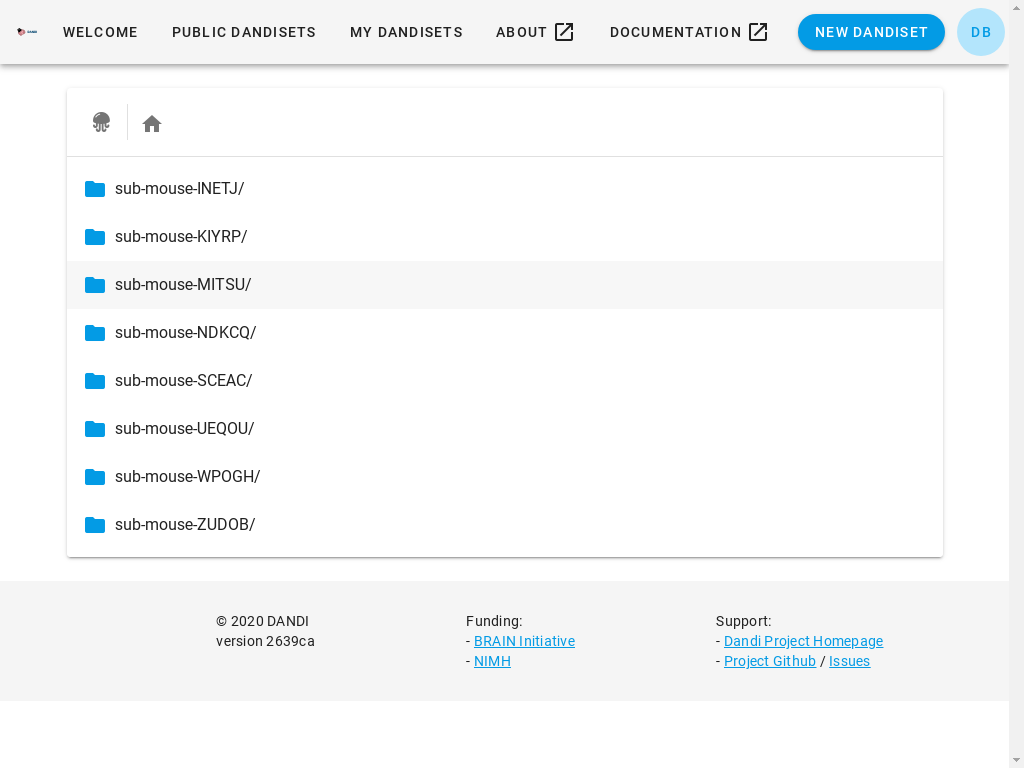 DANDI
WELCOME
PUBLIC DANDISETS
MY DANDISETS
ABOUT
DOCUMENTATION
NEW DANDISET
DB
sub-mouse-INETJ/
sub-mouse-KIYRP/
sub-mouse-MITSU/
sub-mouse-NDKCQ/
sub-mouse-SCEAC/
sub-mouse-UEQOU/
sub-mouse-WPOGH/
sub-mouse-ZUDOB/
© 2020 DANDI
version 2639ca
Funding:
- BRAIN Initiative
- NIMH
Support:
- Dandi Project Homepage
- Project Github / Issues